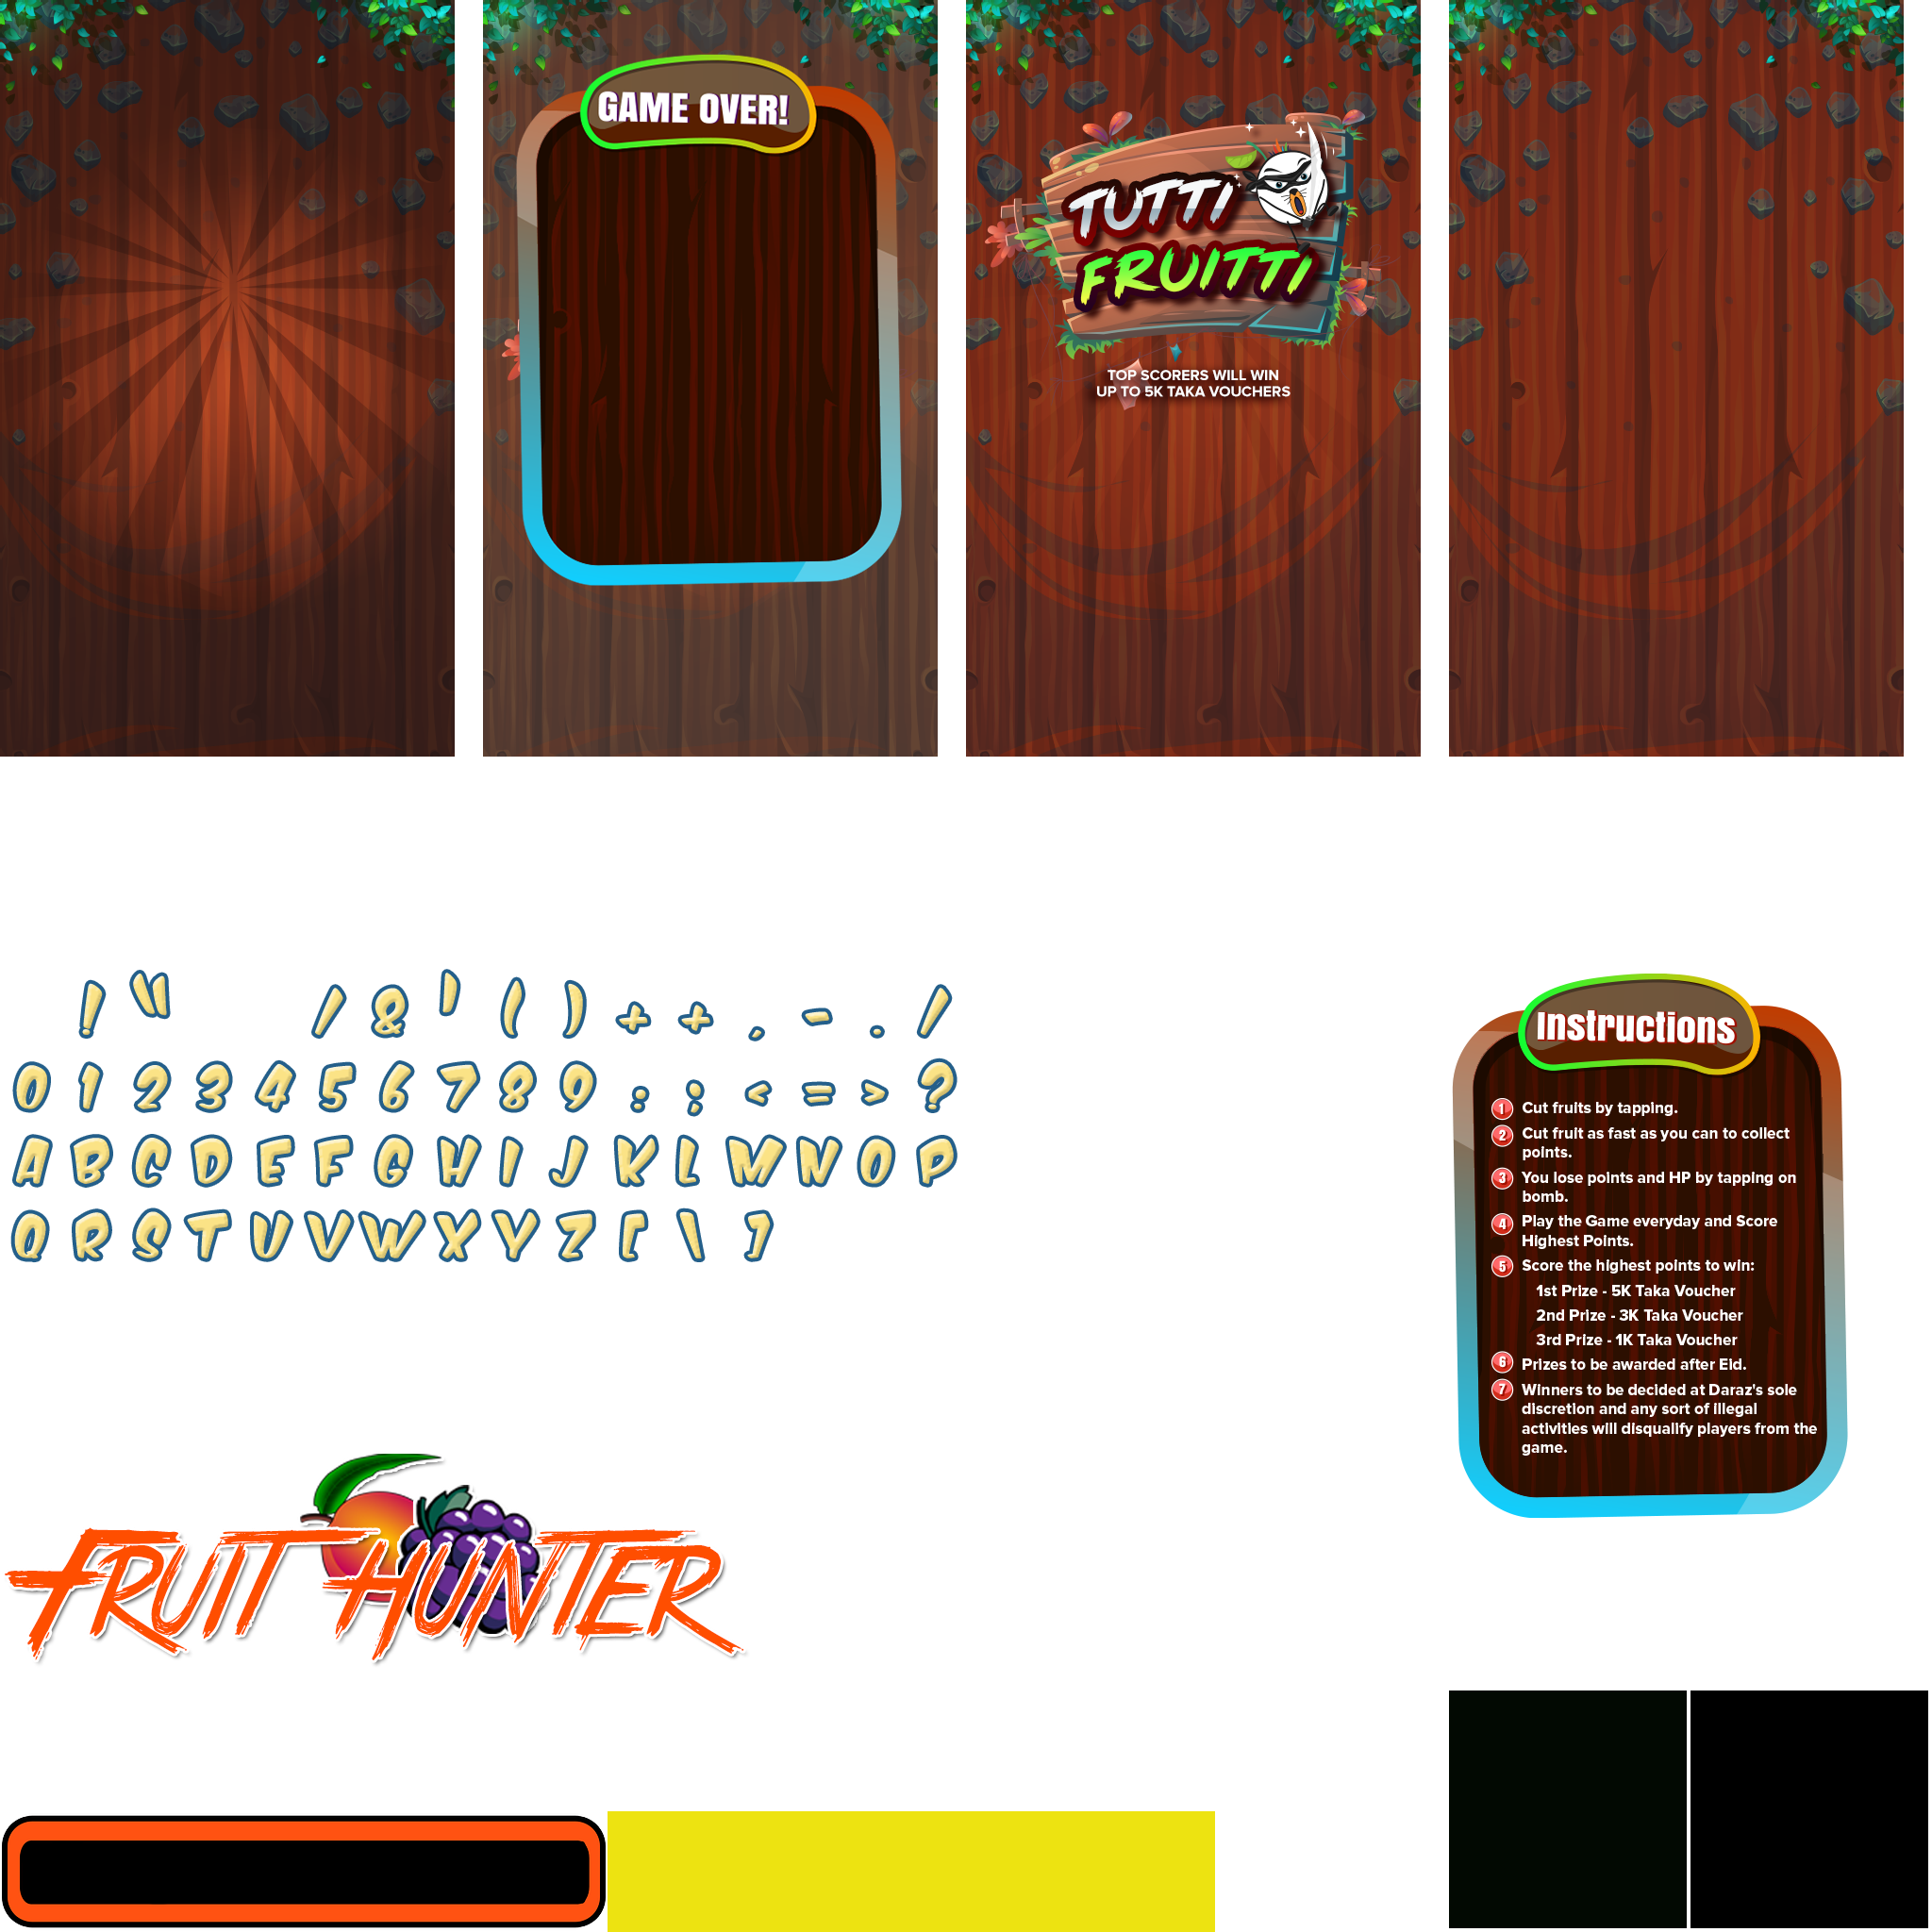 GAME OVER!
TUTTI
FRUITTI
TOP SCORERS WILL WIN
UP TO 5K TAKA VOUCHERS
! " / & ' ( ) + + , - . /
0 1 2 3 4 5 6 7 8 9 : ; < = > ?
A B C D E F G H I J K L M N O P
Q R S T U V W X Y Z [ \ ]
Instructions
1 Cut fruits by tapping.
2 Cut fruit as fast as you can to collect
points.
3 You lose points and HP by tapping on
bomb.
4 Play the Game everyday and Score
Highest Points.
5 Score the highest points to win:
1st Prize - 5K Taka Voucher
2nd Prize - 3K Taka Voucher
3rd Prize - 1K Taka Voucher
6 Prizes to be awarded after Eid.
7 Winners to be decided at Daraz's sole
discretion and any sort of illegal
activities will disqualify players from the
game.
FRUIT HUNTER